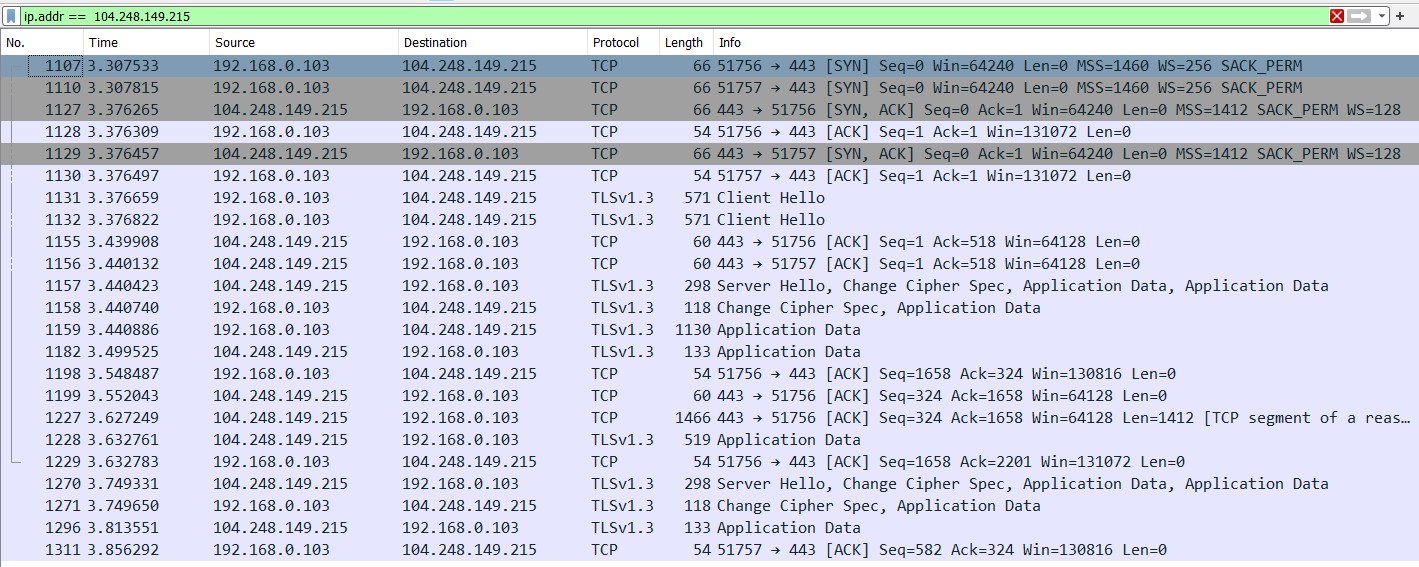 ip.addr == 104.248.149.215
No. Time Source Destination Protocol Length Info
1107 3.307533 192.168.0.103 104.248.149.215 TCP 66 51756 → 443 [SYN] Seq=0 Win=64240 Len=0 MSS=1460 WS=256 SACK_PERM
1110 3.307815 192.168.0.103 104.248.149.215 TCP 66 51757 → 443 [SYN] Seq=0 Win=64240 Len=0 MSS=1460 WS=256 SACK_PERM
1127 3.376265 104.248.149.215 192.168.0.103 TCP 66 443 → 51756 [SYN, ACK] Seq=0 Ack=1 Win=64240 Len=0 MSS=1412 SACK_PERM WS=128
1128 3.376309 192.168.0.103 104.248.149.215 TCP 54 51756 → 443 [ACK] Seq=1 Ack=1 Win=131072 Len=0
1129 3.376457 104.248.149.215 192.168.0.103 TCP 66 443 → 51757 [SYN, ACK] Seq=0 Ack=1 Win=64240 Len=0 MSS=1412 SACK_PERM WS=128
1130 3.376497 192.168.0.103 104.248.149.215 TCP 54 51757 → 443 [ACK] Seq=1 Ack=1 Win=131072 Len=0
1131 3.376659 192.168.0.103 104.248.149.215 TLSv1.3 571 Client Hello
1132 3.376822 192.168.0.103 104.248.149.215 TLSv1.3 571 Client Hello
1155 3.439908 104.248.149.215 192.168.0.103 TCP 60 443 → 51756 [ACK] Seq=1 Ack=518 Win=64128 Len=0
1156 3.440132 104.248.149.215 192.168.0.103 TCP 60 443 → 51757 [ACK] Seq=1 Ack=518 Win=64128 Len=0
1157 3.440423 104.248.149.215 192.168.0.103 TLSv1.3 298 Server Hello, Change Cipher Spec, Application Data, Application Data
1158 3.440740 192.168.0.103 104.248.149.215 TLSv1.3 118 Change Cipher Spec, Application Data
1159 3.440886 192.168.0.103 104.248.149.215 TLSv1.3 1130 Application Data
1182 3.499525 104.248.149.215 192.168.0.103 TLSv1.3 133 Application Data
1198 3.548487 192.168.0.103 104.248.149.215 TCP 54 51756 → 443 [ACK] Seq=1658 Ack=324 Win=130816 Len=0
1199 3.552043 104.248.149.215 192.168.0.103 TCP 60 443 → 51756 [ACK] Seq=324 Ack=1658 Win=64128 Len=0
1227 3.627249 104.248.149.215 192.168.0.103 TCP 1466 443 → 51756 [ACK] Seq=324 Ack=1658 Win=64128 Len=1412 [TCP segment of a reas…
1228 3.632761 104.248.149.215 192.168.0.103 TLSv1.3 519 Application Data
1229 3.632783 192.168.0.103 104.248.149.215 TCP 54 51756 → 443 [ACK] Seq=1658 Ack=2201 Win=131072 Len=0
1270 3.749331 104.248.149.215 192.168.0.103 TLSv1.3 298 Server Hello, Change Cipher Spec, Application Data, Application Data
1271 3.749650 192.168.0.103 104.248.149.215 TLSv1.3 118 Change Cipher Spec, Application Data
1296 3.813551 104.248.149.215 192.168.0.103 TLSv1.3 133 Application Data
1311 3.856292 192.168.0.103 104.248.149.215 TCP 54 51757 → 443 [ACK] Seq=582 Ack=324 Win=130816 Len=0